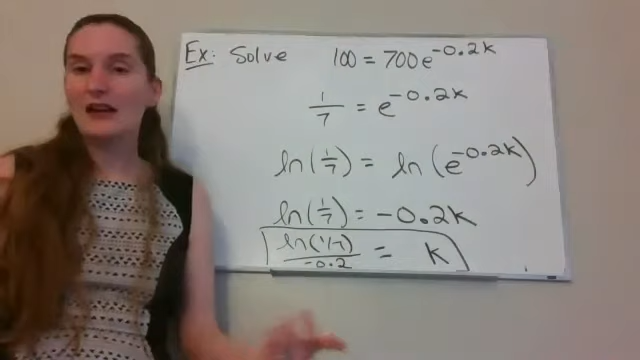 Ex: Solve 100 = 700e^{-0.2k}
1/7 = e^{-0.2k}
ln(1/7) = ln(e^{-0.2k})
ln(1/7) = -0.2k
ln(1/7)/-0.2 = k